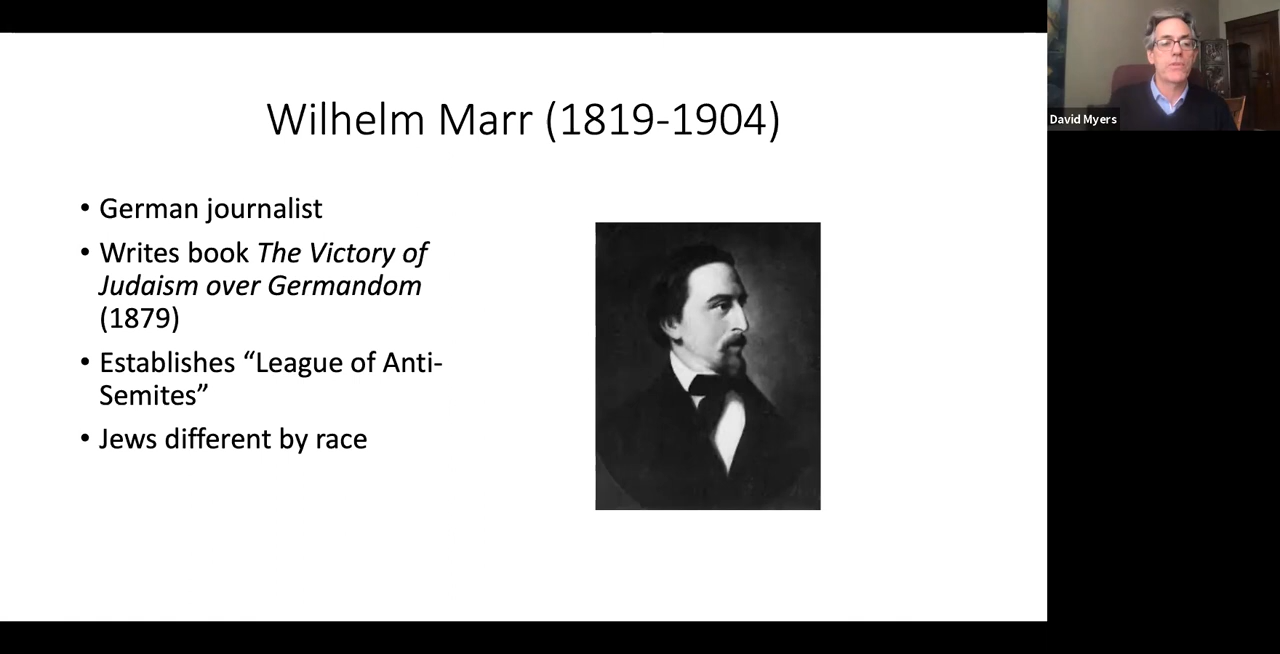 Wilhelm Marr (1819-1904)
• German journalist
• Writes book The Victory of
Judaism over Germandom
(1879)
• Establishes “League of Anti-
Semites”
• Jews different by race
David Myers